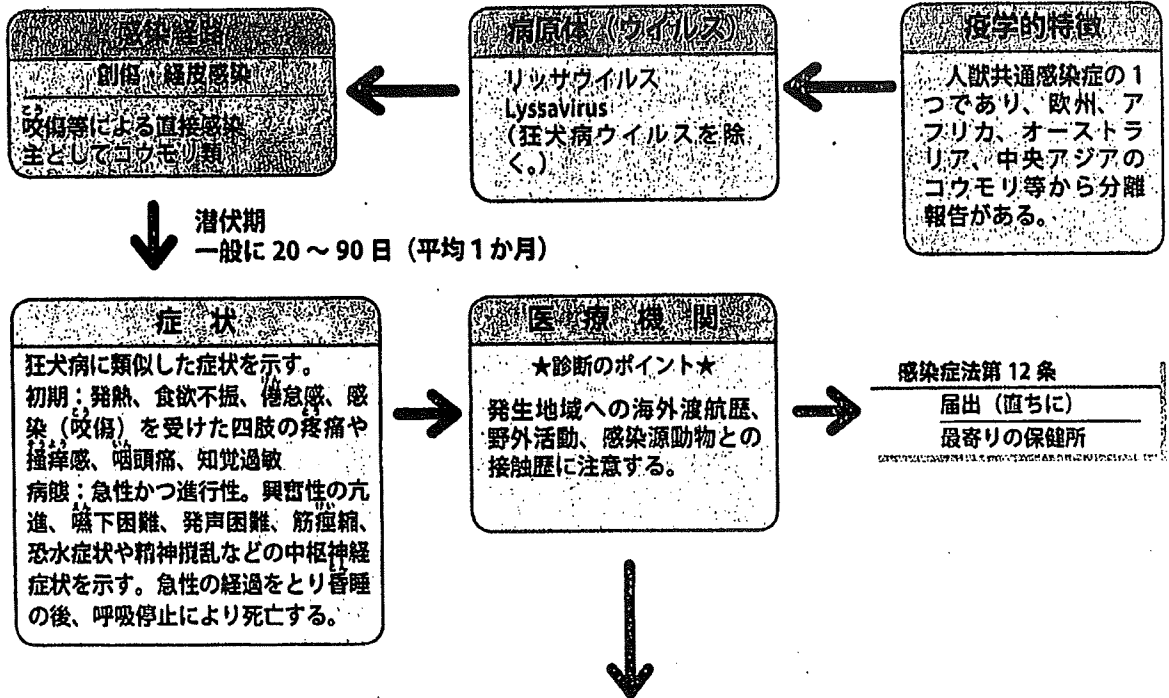 感染経路
創傷・経皮感染
こう
咬傷等による直接感染
主としてコウモリ類
病原体（ウイルス）
リッサウイルス
Lyssavirus
（狂犬病ウイルスを除
く。）
疫学的特徴
人獣共通感染症の1
つであり、欧州、ア
フリカ、オーストラ
リア、中央アジアの
コウモリ等から分離
報告がある。
潜伏期
一般に 20 ～ 90 日（平均 1 か月）
症 状
狂犬病に類似した症状を示す。
初期：発熱、食欲不振、倦怠感、感
染（咬傷）を受けた四肢の疼痛や
掻痒感、咽頭痛、知覚過敏
病態：急性かつ進行性。興奮性の亢
進、嚥下困難、発声困難、筋痙縮、
恐水症状や精神撹乱などの中枢神経
症状を示す。急性の経過をとり昏睡
の後、呼吸停止により死亡する。
医 療 機 関
★診断のポイント★
発生地域への海外渡航歴、
野外活動、感染源動物との
接触歴に注意する。
感染症法第 12 条
届出（直ちに）
最寄りの保健所